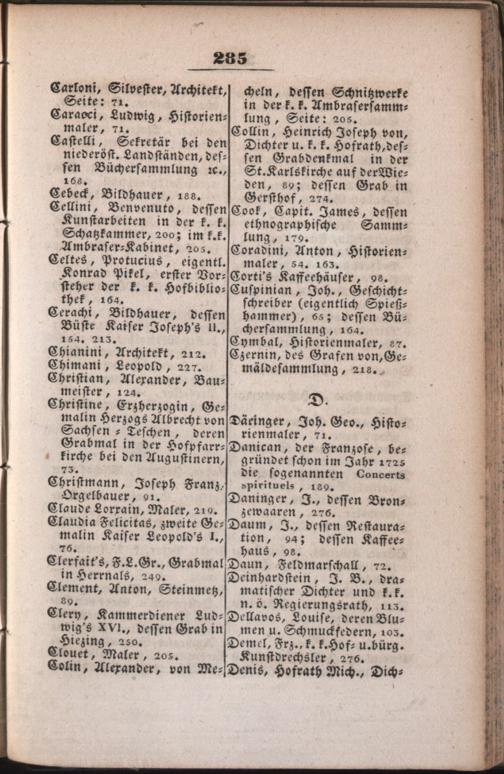 285
Carloni, Silvester, Architekt,
Seite: 71.
Caraoci, Ludwig, Historien-
maler, 71.
Castelli, Sekretär bei den
niederöst. Landständen, des-
sen Büchersammlung ꝛc.,
168.
Cebeck, Bildhauer, 188.
Cellini, Benvenuto, dessen
Kunstarbeiten in der k. k.
Schatzkammer, 200; im k.k.
Ambraser-Kabinet, 205.
Celtes, Protucius, eigentl.
Konrad Pikel, erster Vor-
steher der k. k. Hofbiblio-
thek, 164.
Cerachi, Bildhauer, dessen
Büste Kaiser Joseph's II.,
154. 213.
Chianini, Architekt, 212.
Chimani, Leopold, 227.
Christian, Alexander, Bau-
meister, 124.
Christine, Erzherzogin, Ge-
malin Herzogs Albrecht von
Sachsen-Teschen, deren
Grabmal in der Hofpfarr-
kirche bei den Augustinern,
73.
Christmann, Joseph Franz,
Orgelbauer, 91.
Claude Lorrain, Maler, 219.
Claudia Felicitas, zweite Ge-
malin Kaiser Leopold's I.,
76.
Clerfait's, F.L.Gr., Grabmal
in Herrnals, 249.
Clement, Anton, Steinmetz,
89.
Clery, Kammerdiener Lud-
wig's XVI., dessen Grab in
Hiezing, 250.
Clouet, Maler, 205.
Colin, Alexander, von Me-
cheln, dessen Schnitzwerke
in der k. k. Ambrasersamm-
lung, Seite: 205.
Collin, Heinrich Joseph von,
Dichter u. k. k. Hofrath, des-
sen Grabdenkmal in der
St. Karlskirche auf der Wie-
den, 89; dessen Grab in
Gersthof, 274.
Cook, Capit. James, dessen
ethnographische Samm-
lung, 179.
Coradini, Anton, Historien-
maler, 54. 163.
Corti's Kaffeehäuser, 98.
Cuspinian, Joh., Geschicht-
schreiber (eigentlich Spieß-
hammer), 65; dessen Bü-
chersammlung, 164.
Cymbal, Historienmaler, 87.
Czernin, des Grafen von, Ge-
mäldesammlung, 218.
D.
Däringer, Joh. Geo., Histo-
rienmaler, 71.
Danican, der Franzose, be-
gründet schon im Jahr 1725
die sogenannten Concerts
spirituels, 189.
Daninger, J., dessen Bron-
zewaaren, 276.
Daum, J., dessen Restaura-
tion, 94; dessen Kaffee-
haus, 98.
Daun, Feldmarschall, 72.
Deinhardstein, J. B., dra-
matischer Dichter und k.k.
n. ö. Regierungsrath, 113.
Dellavos, Louise, deren Blu-
men u. Schmuckfedern, 103.
Demel, Frz., k. k. Hof- u. bürg.
Kunstdrechsler, 276.
Denis, Hofrath Mich., Dich-